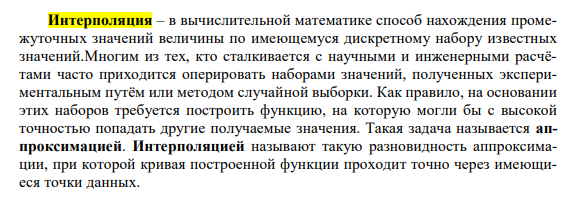 Интерполяция – в вычислительной математике способ нахождения проме-
жуточных значений величины по имеющемуся дискретному набору известных
значений.Многим из тех, кто сталкивается с научными и инженерными расчё-
тами часто приходится оперировать наборами значений, полученных экспери-
ментальным путём или методом случайной выборки. Как правило, на основании
этих наборов требуется построить функцию, на которую могли бы с высокой
точностью попадать другие получаемые значения. Такая задача называется ап-
проксимацией. Интерполяцией называют такую разновидность аппроксима-
ции, при которой кривая построенной функции проходит точно через имеющи-
еся точки данных.